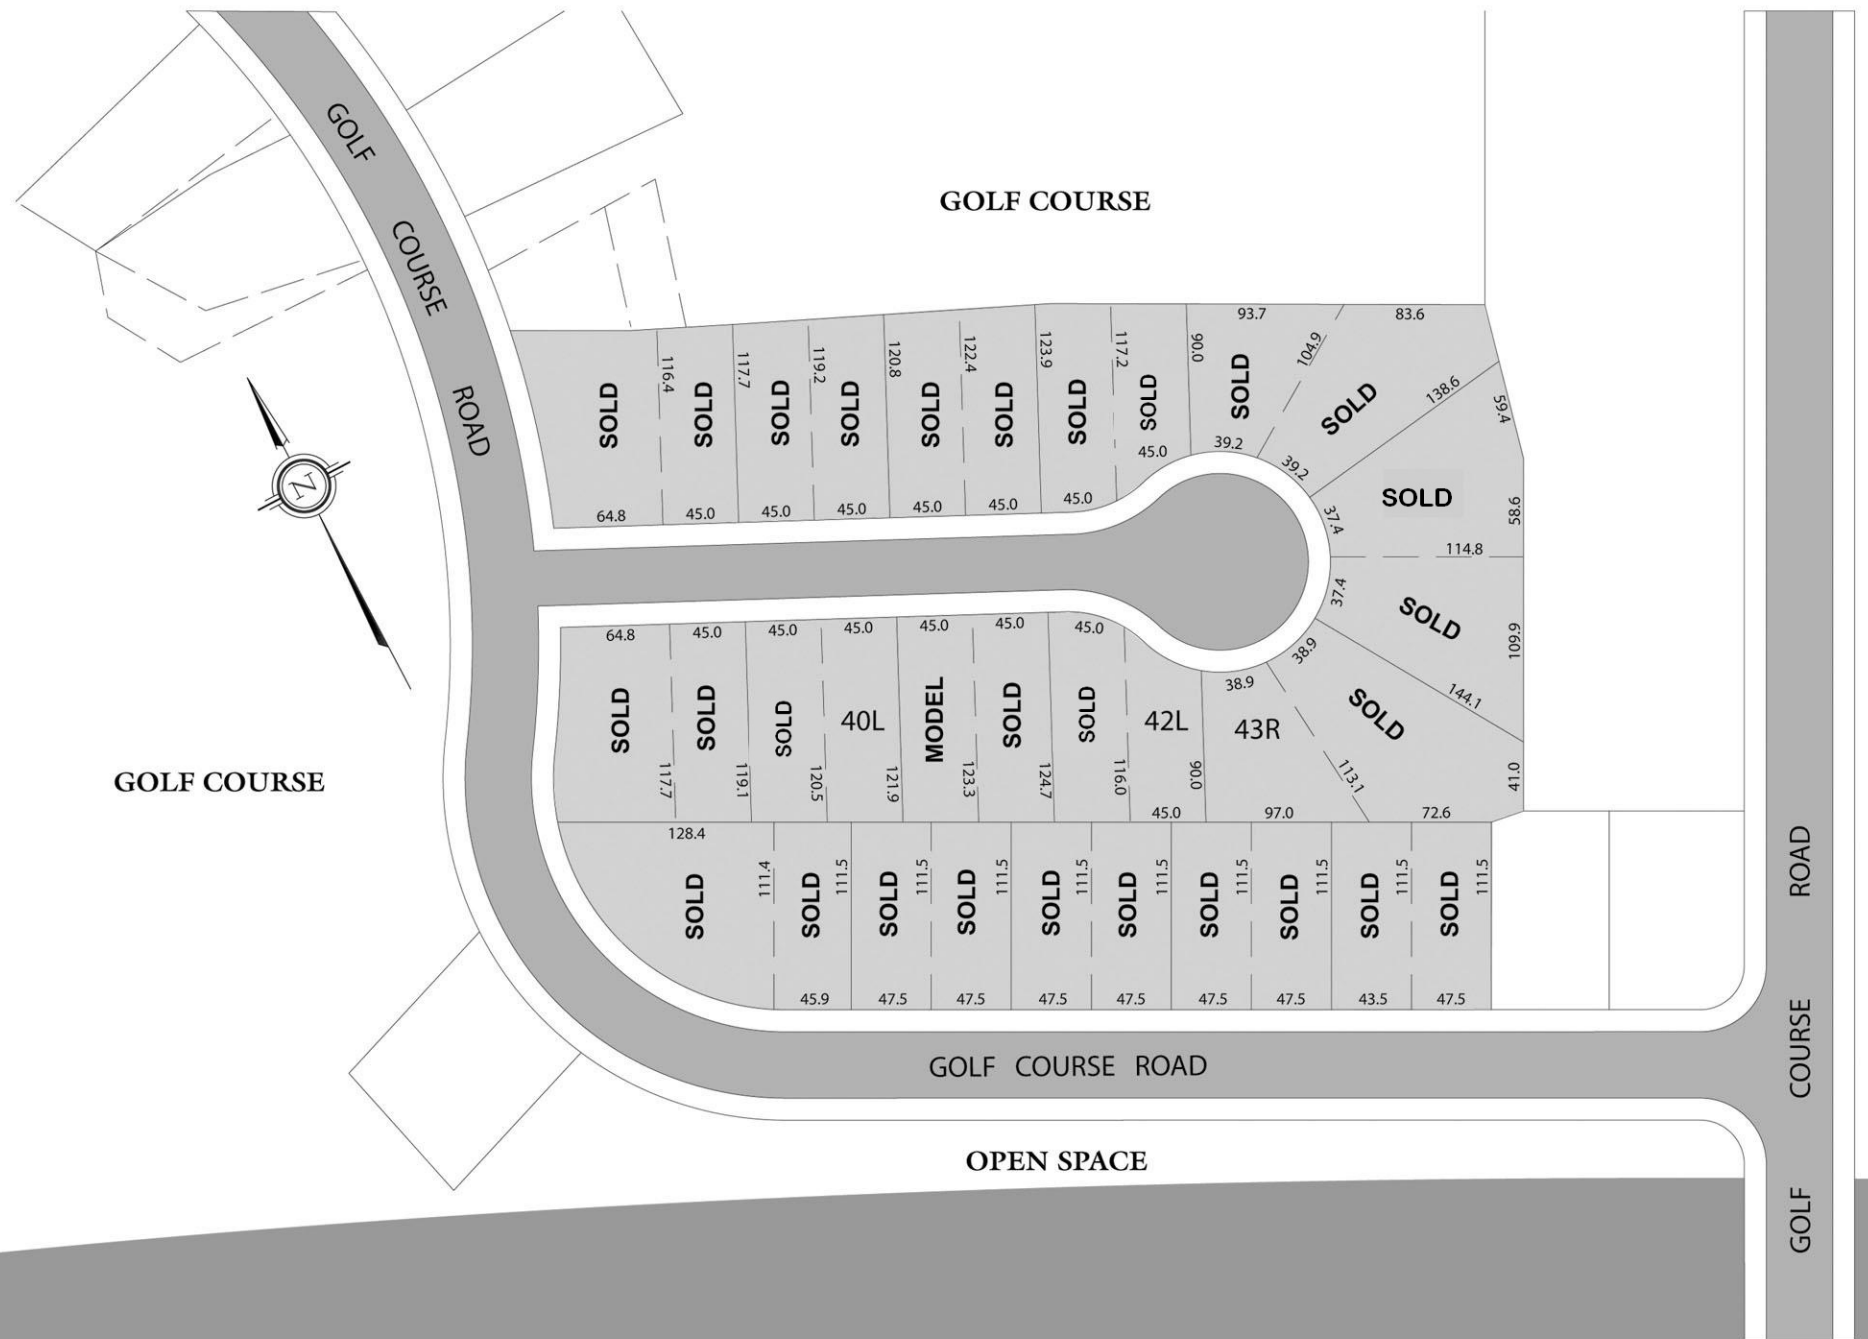 GOLF COURSE ROAD
GOLF COURSE
N
GOLF COURSE
93.7
83.6
116.4
117.7
119.2
120.8
122.4
123.9
117.2
90.0
104.9
138.6
59.4
SOLD
SOLD
SOLD
SOLD
SOLD
SOLD
SOLD
SOLD
SOLD
SOLD
64.8
45.0
45.0
45.0
45.0
45.0
45.0
45.0
39.2
39.2
37.4
SOLD
58.6
114.8
37.4
SOLD
109.9
38.9
144.1
38.9
SOLD
41.0
113.1
64.8
45.0
45.0
45.0
45.0
45.0
45.0
SOLD
SOLD
SOLD
40L
MODEL
SOLD
SOLD
42L
43R
117.7
119.1
120.5
121.9
123.3
124.7
116.0
90.0
45.0
97.0
72.6
128.4
111.4
111.5
111.5
111.5
111.5
111.5
111.5
111.5
111.5
111.5
SOLD
SOLD
SOLD
SOLD
SOLD
SOLD
SOLD
SOLD
SOLD
SOLD
45.9
47.5
47.5
47.5
47.5
47.5
47.5
43.5
47.5
GOLF COURSE ROAD
OPEN SPACE
GOLF COURSE ROAD